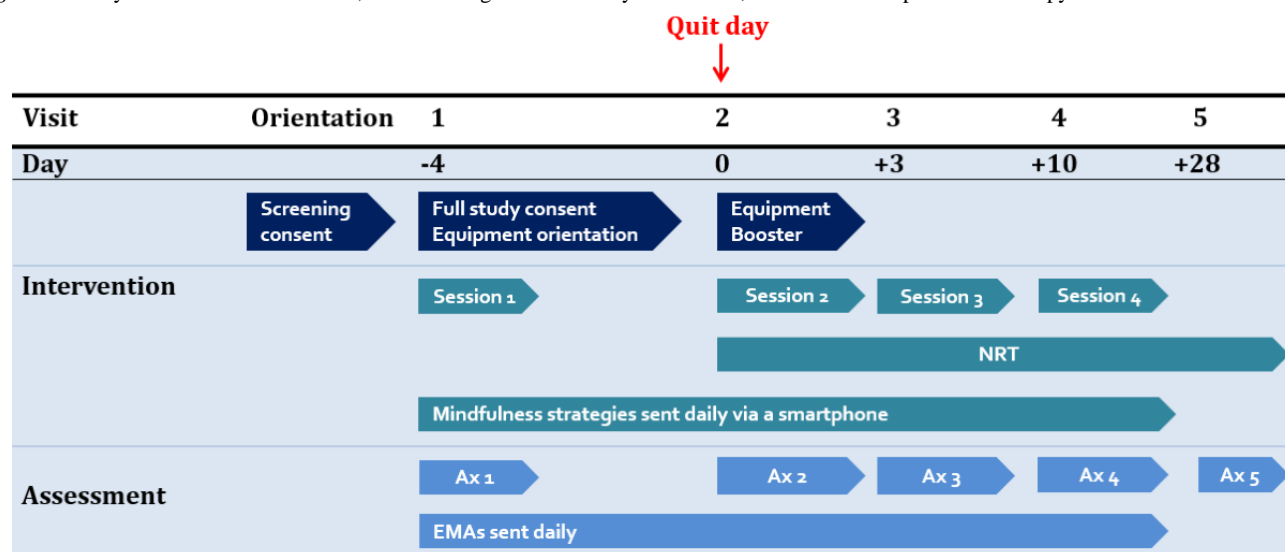 Quit day
Visit Orientation 1 2 3 4 5
Day -4 0 +3 +10 +28
Screening consent
Full study consent
Equipment orientation
Equipment
Booster
Intervention
Session 1 Session 2 Session 3 Session 4
NRT
Mindfulness strategies sent daily via a smartphone
Assessment
Ax 1 Ax 2 Ax 3 Ax 4 Ax 5
EMAs sent daily